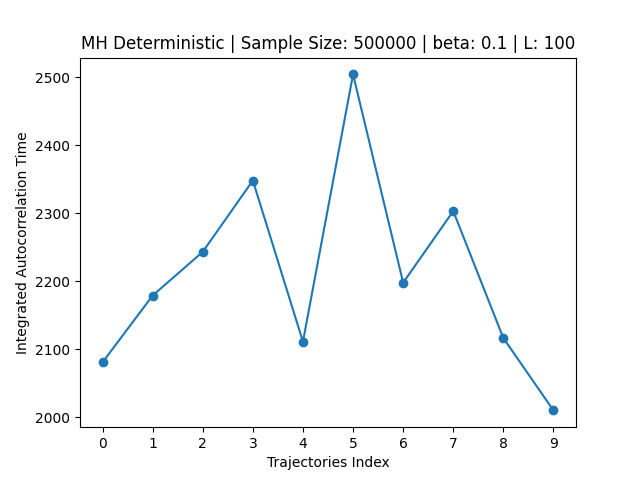 MH Deterministic | Sample Size: 500000 | beta: 0.1 | L: 100
Integrated Autocorrelation Time
2500
2400
2300
2200
2100
2000
0 1 2 3 4 5 6 7 8 9
Trajectories Index